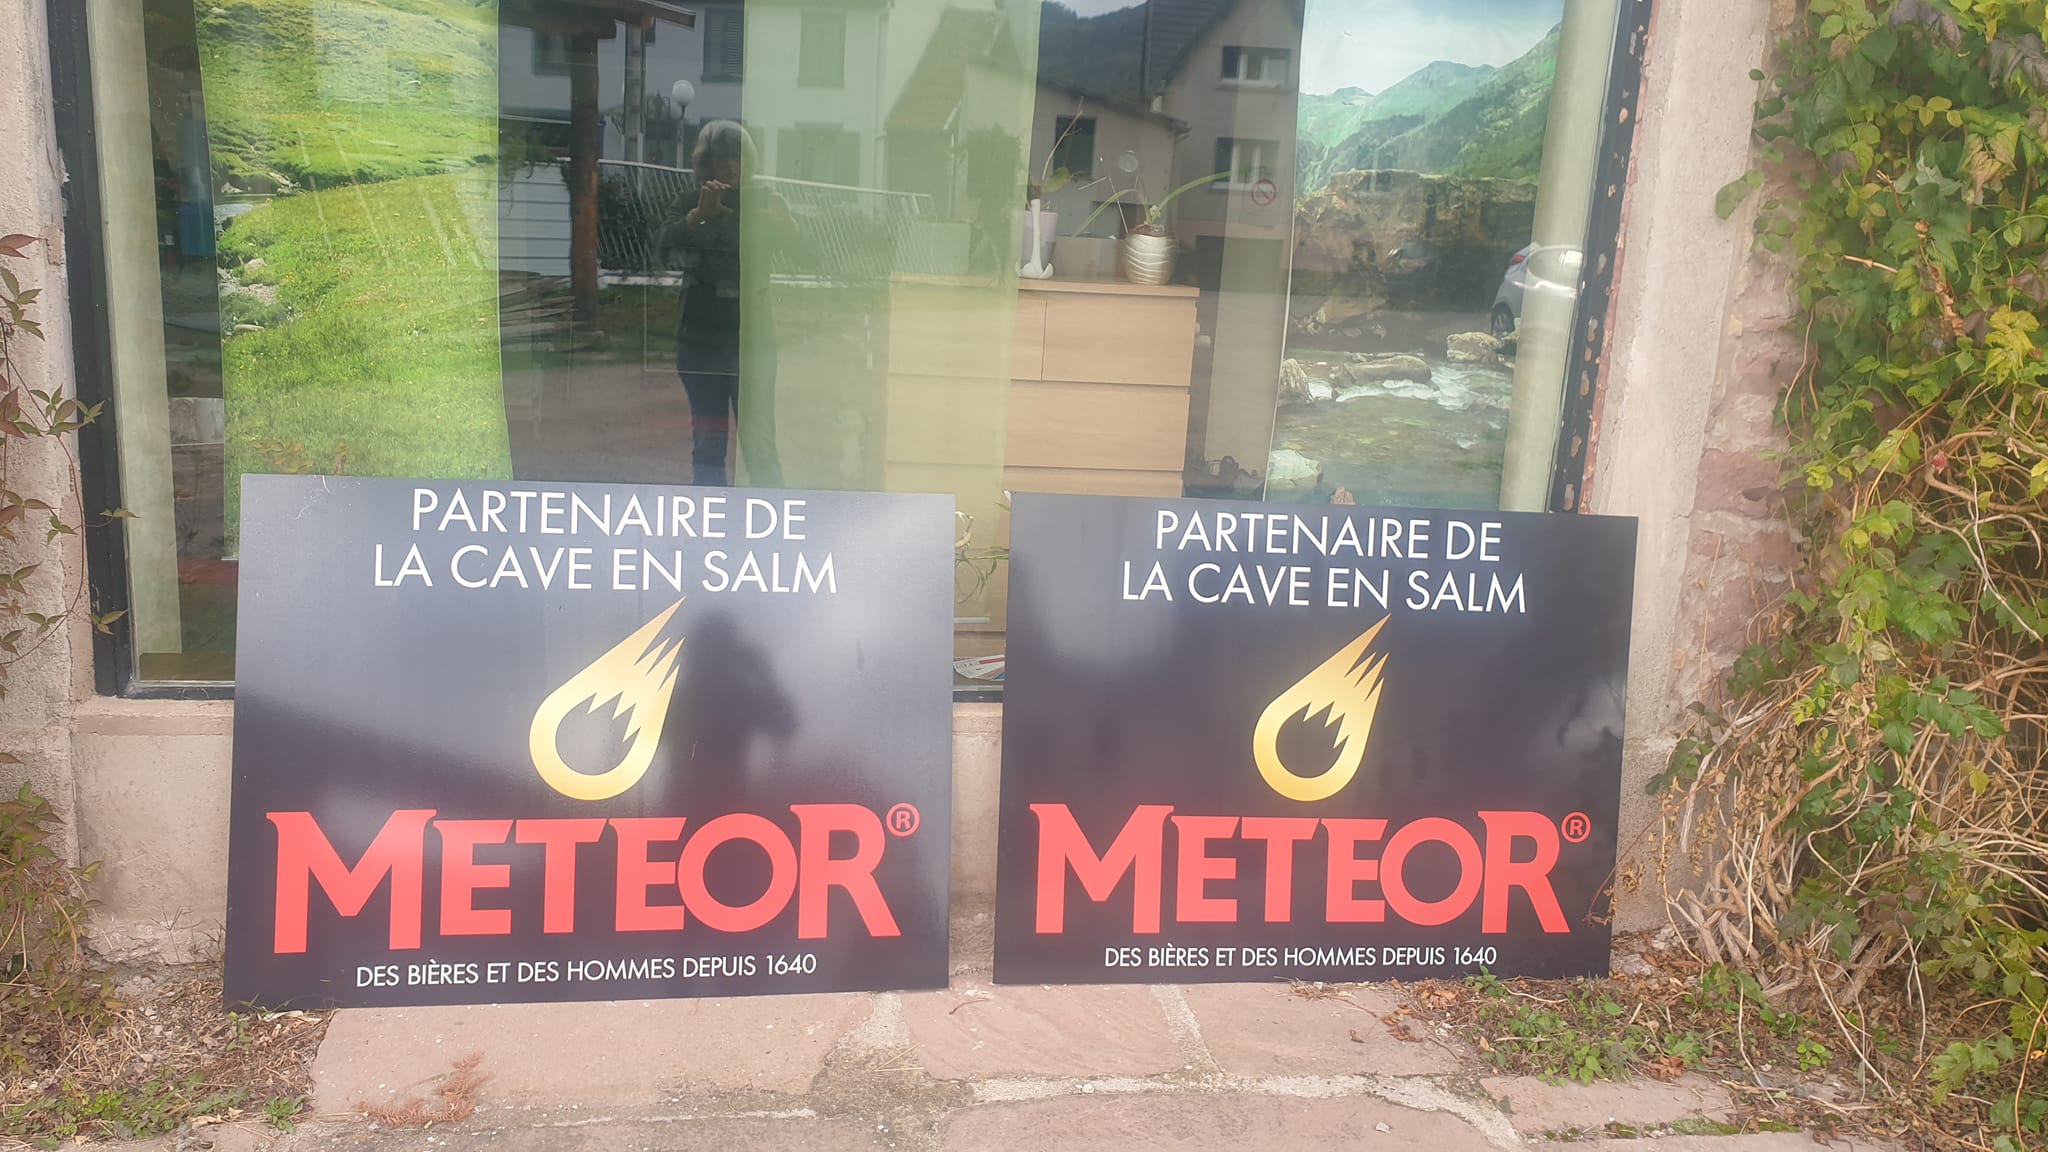 PARTENAIRE DE
LA CAVE EN SALM
METEOR®
DES BIÈRES ET DES HOMMES DEPUIS 1640
PARTENAIRE DE
LA CAVE EN SALM
METEOR®
DES BIÈRES ET DES HOMMES DEPUIS 1640